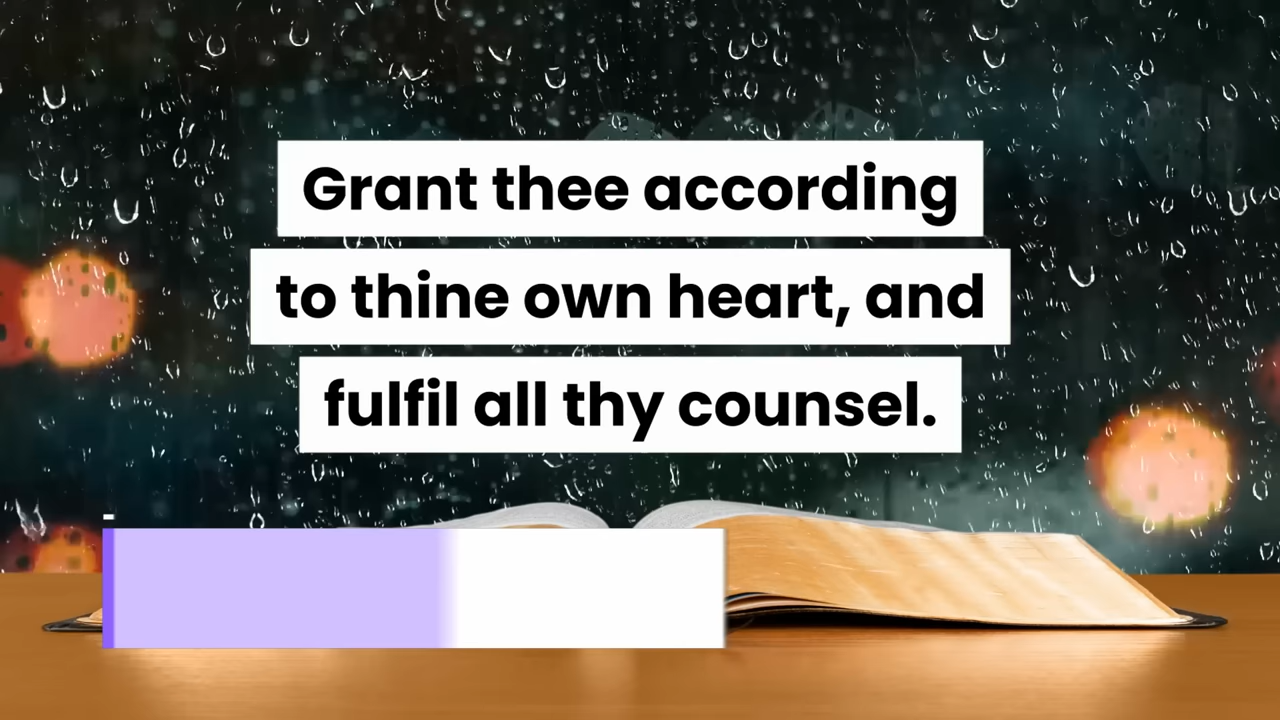 Grant thee according
to thine own heart, and
fulfil all thy counsel.